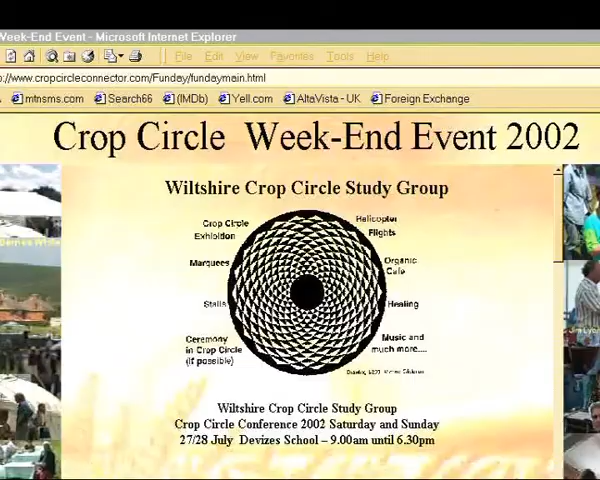 Week-End Event - Microsoft Internet Explorer
File Edit View Favorites Tools Help
://www.cropcircleconnector.com/Funday/fundaymain.html
mtnsms.com Search66 (IMDb) Yell.com AltaVista - UK Foreign Exchange
Crop Circle Week-End Event 2002
Wiltshire Crop Circle Study Group
Crop Circle
Exhibition
Marquees
Stalls
Ceremony
in Crop Circle
(if possible)
Helicopter
Flights
Organic
Cafe
Healing
Music and
much more....
Wiltshire Crop Circle Study Group
Crop Circle Conference 2002 Saturday and Sunday
27/28 July Devizes School – 9.00am until 6.30pm